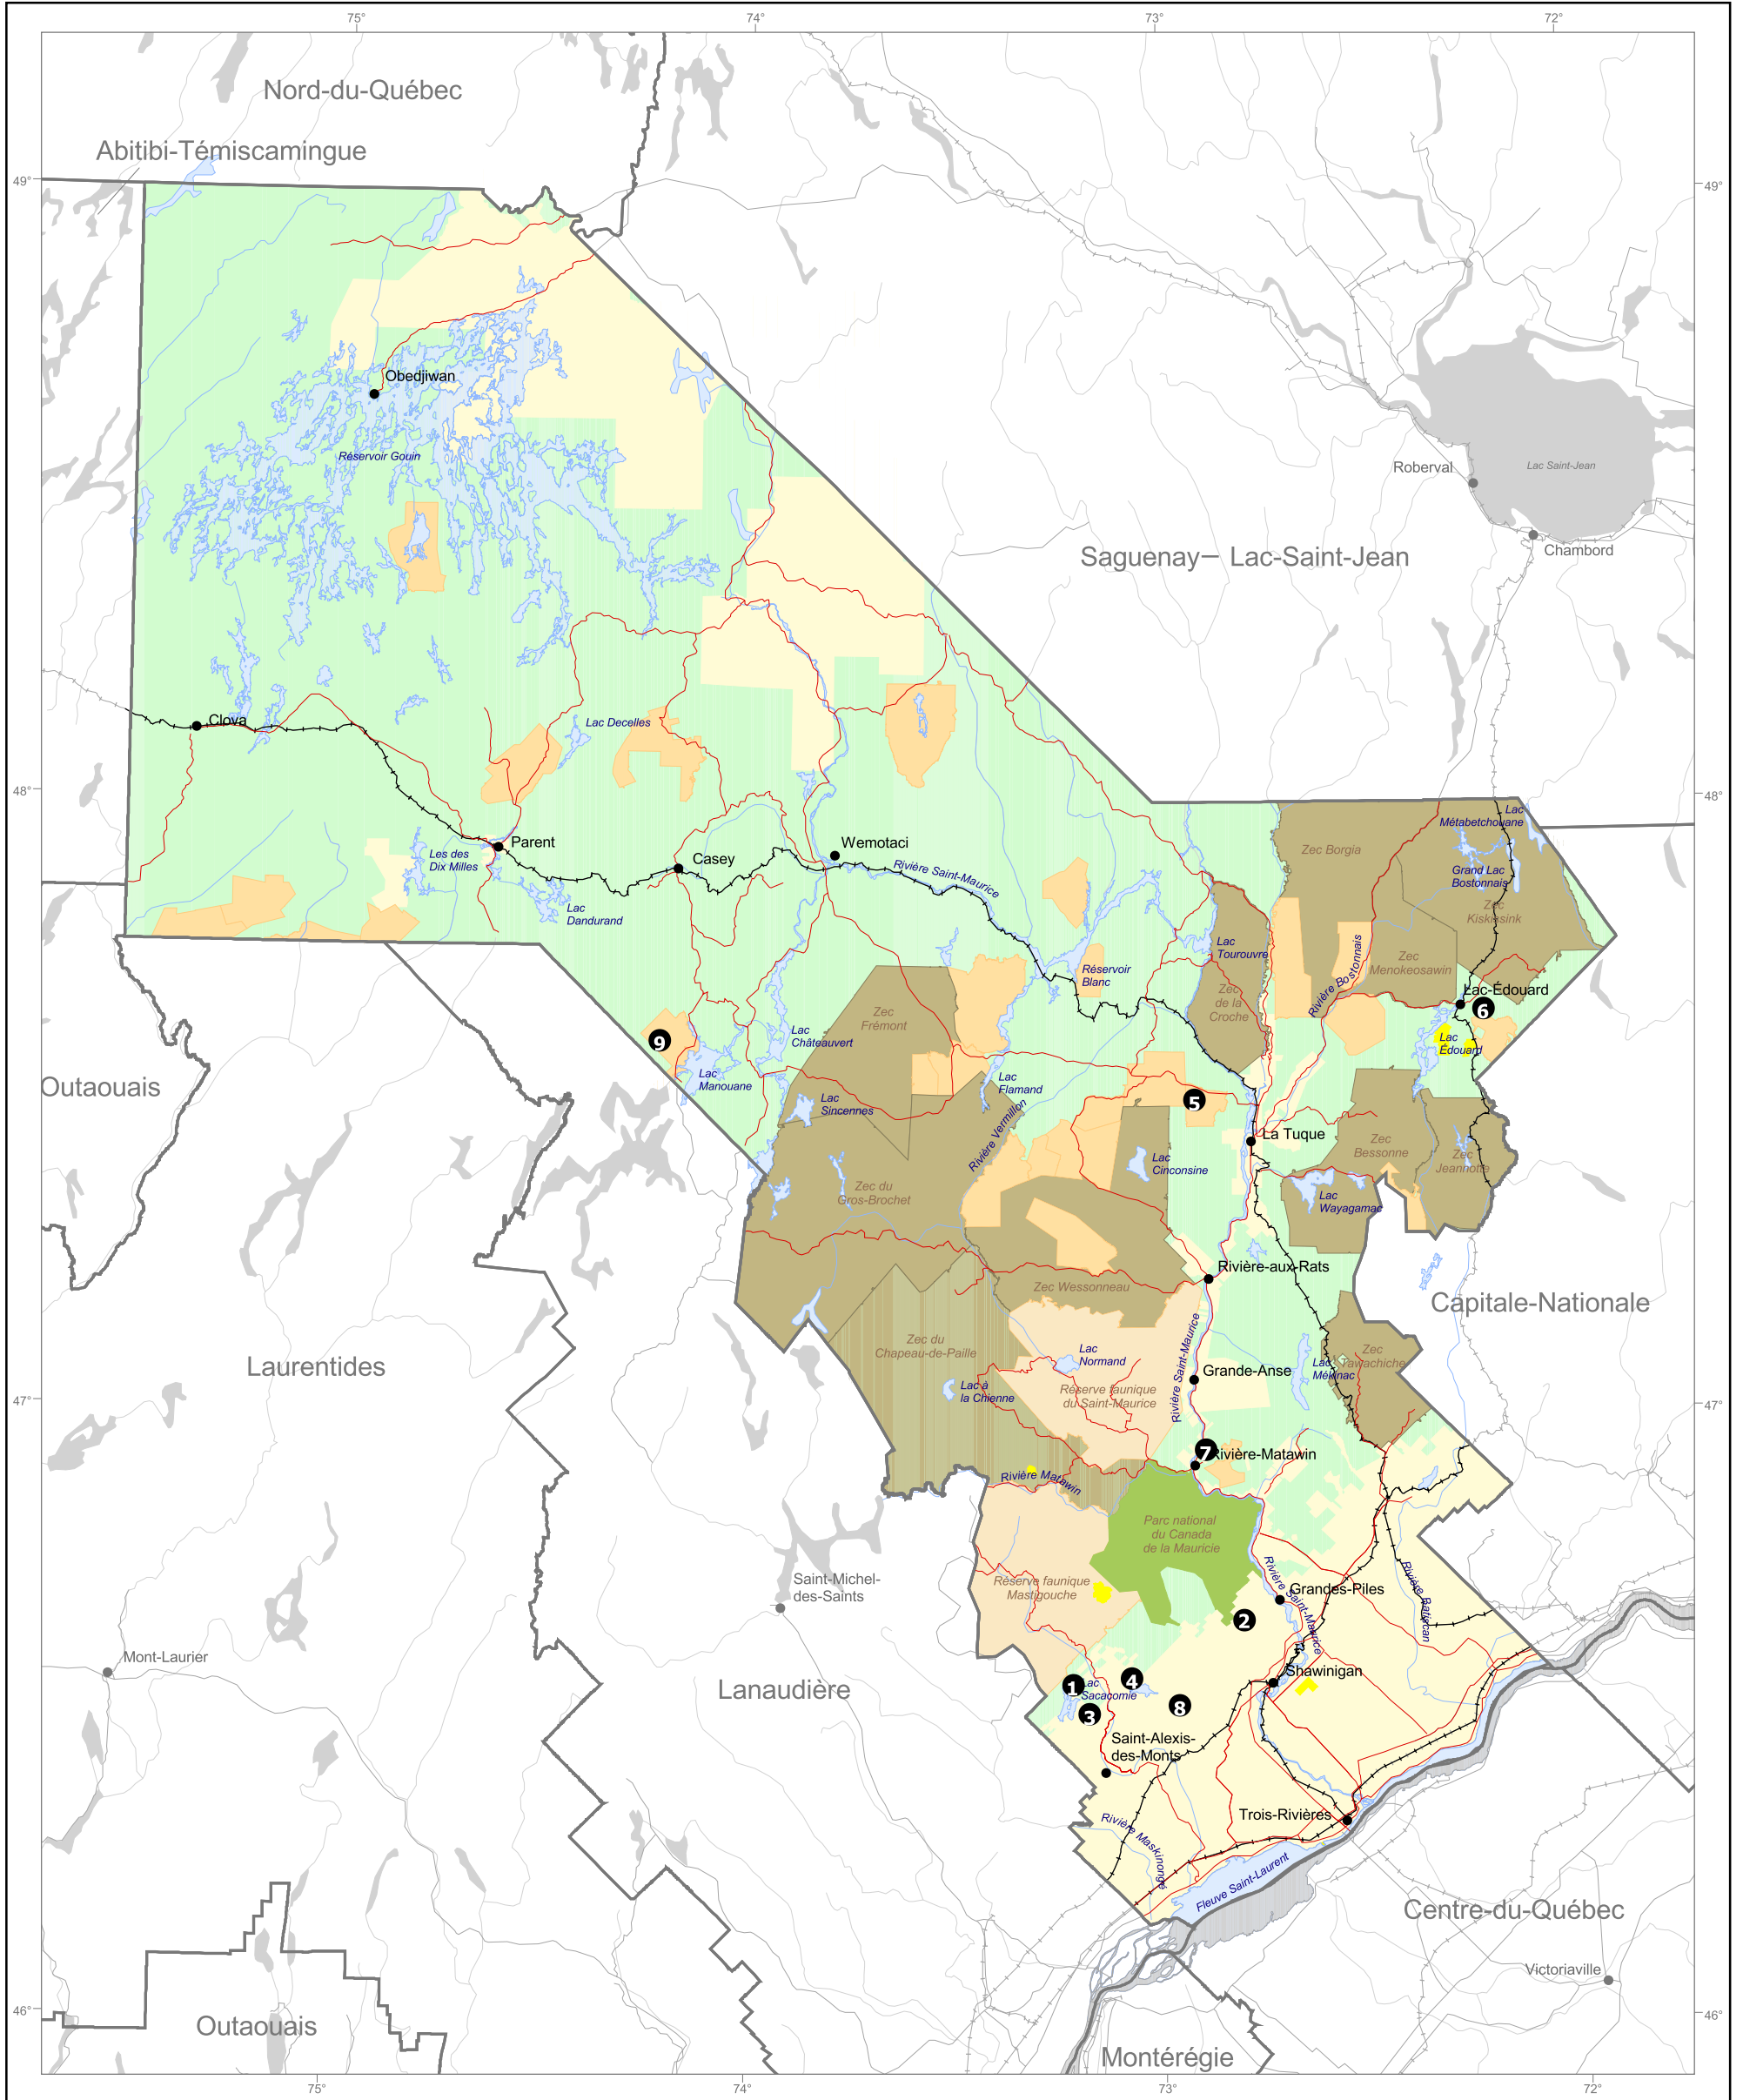 75°
74°
73°
72°
Nord-du-Québec
Abitibi-Témiscamingue
49°
49°
Obedjiwan
Réservoir Gouin
Roberval
Lac Saint-Jean
Saguenay– Lac-Saint-Jean
Chambord
Clova
Lac Decelles
48°
48°
Lac
Métabetchouane
Zec Borgia
Parent
Les des
Dix Milles
Casey
Wemotaci
Rivière Saint-Maurice
Grand Lac
Bostonnais
Zec
Kiskissink
Lac
Dandurand
Lac
Tourouvre
Zec
Menokeosawin
Rivière Bostonnais
Réservoir
Blanc
Zec
de la
Croche
Lac-Édouard
6
Zec
Frémont
Lac
Châteauvert
9
Lac
Édouard
Lac
Manouane
Lac
Flamand
Outaouais
Lac
Sincennes
5
Rivière Vermillon
La Tuque
Zec
Bessonne
Zec
Jeannotte
Lac
Cinconsine
Zec du
Gros-Brochet
Lac
Wayagamac
Rivière-aux-Rats
Zec Wessonneau
Capitale-Nationale
Laurentides
Zec du
Chapeau-de-Paille
Lac
Normand
Rivière Saint-Maurice
Zec
Tawachiche
Lac
Mékinac
Grande-Anse
Lac à
la Chienne
Réserve faunique
du Saint-Maurice
47°
47°
7
Rivière-Matawin
Rivière Matawin
Parc national
du Canada
de la Mauricie
Rivière Saint-Maurice
Rivière Batiscan
Réserve faunique
Mastigouche
Saint-Michel-
des-Saints
Grandes-Piles
2
Mont-Laurier
Lanaudière
Shawinigan
1
4
Lac
Sacacomie
3
8
Saint-Alexis-
des-Monts
Trois-Rivières
Rivière Maskinongé
Fleuve Saint-Laurent
Centre-du-Québec
Victoriaville
46°
46°
Outaouais
Montérégie
75°
74°
73°
72°